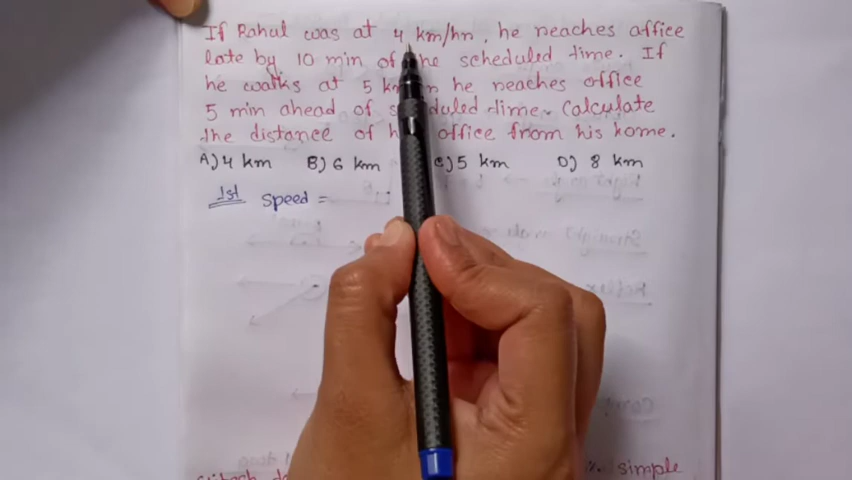 If Rahul was at 4 km/hn, he reaches office
late by 10 min of the scheduled time. If
he walks at 5 he reaches office
5 min ahead of time. Calculate
the distance of office from his home.
A) 4 km B) 6 km C) 5 km D) 8 km
1st Speed =
simple